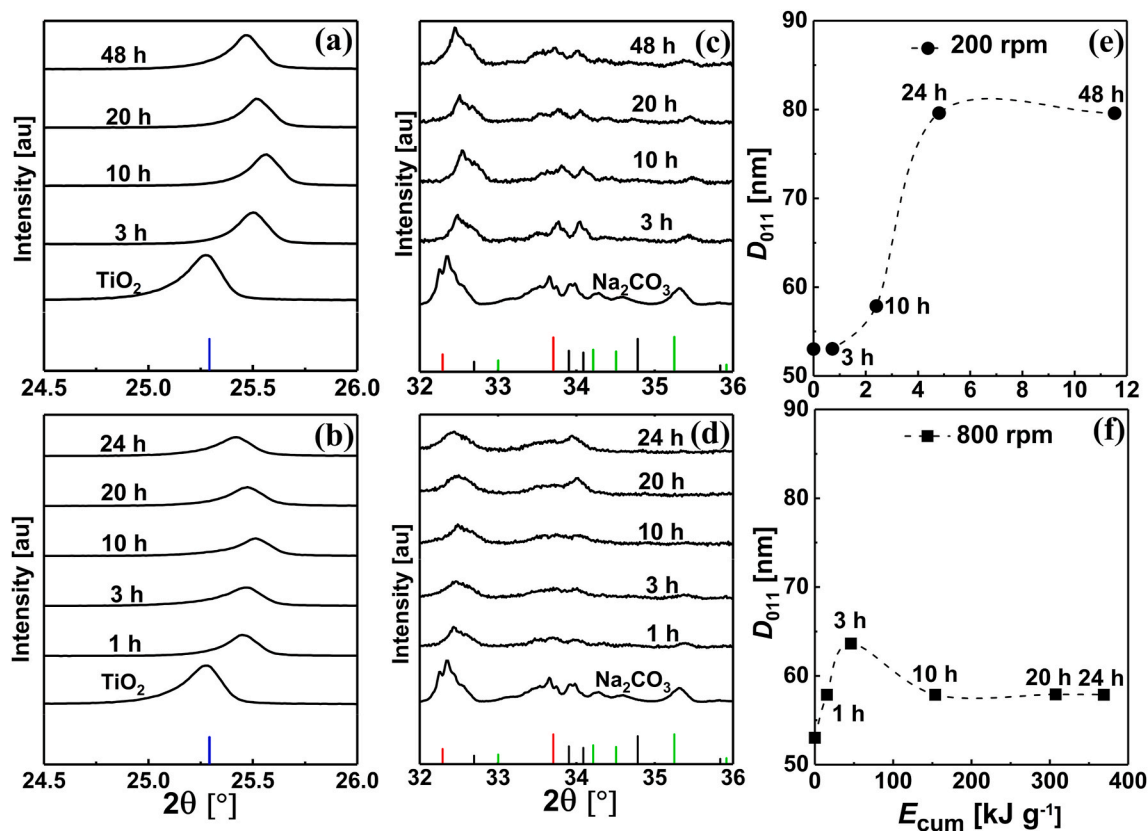 (a)
48 h
20 h
10 h
3 h
TiO2
Intensity [au]
24.5 25.0 25.5 26.0
(c)
48 h
20 h
10 h
3 h
Na2CO3
Intensity [au]
32 33 34 35 36
(e)
200 rpm
24 h
48 h
10 h
3 h
D011 [nm]
90
80
70
60
50
0 2 4 6 8 10 12
(b)
24 h
20 h
10 h
3 h
1 h
TiO2
Intensity [au]
24.5 25.0 25.5 26.0
2θ [°]
(d)
24 h
20 h
10 h
3 h
1 h
Na2CO3
Intensity [au]
32 33 34 35 36
2θ [°]
(f)
800 rpm
3 h
10 h
20 h 24 h
1 h
D011 [nm]
90
80
70
60
50
0 100 200 300 400
Ecum [kJ g-1]